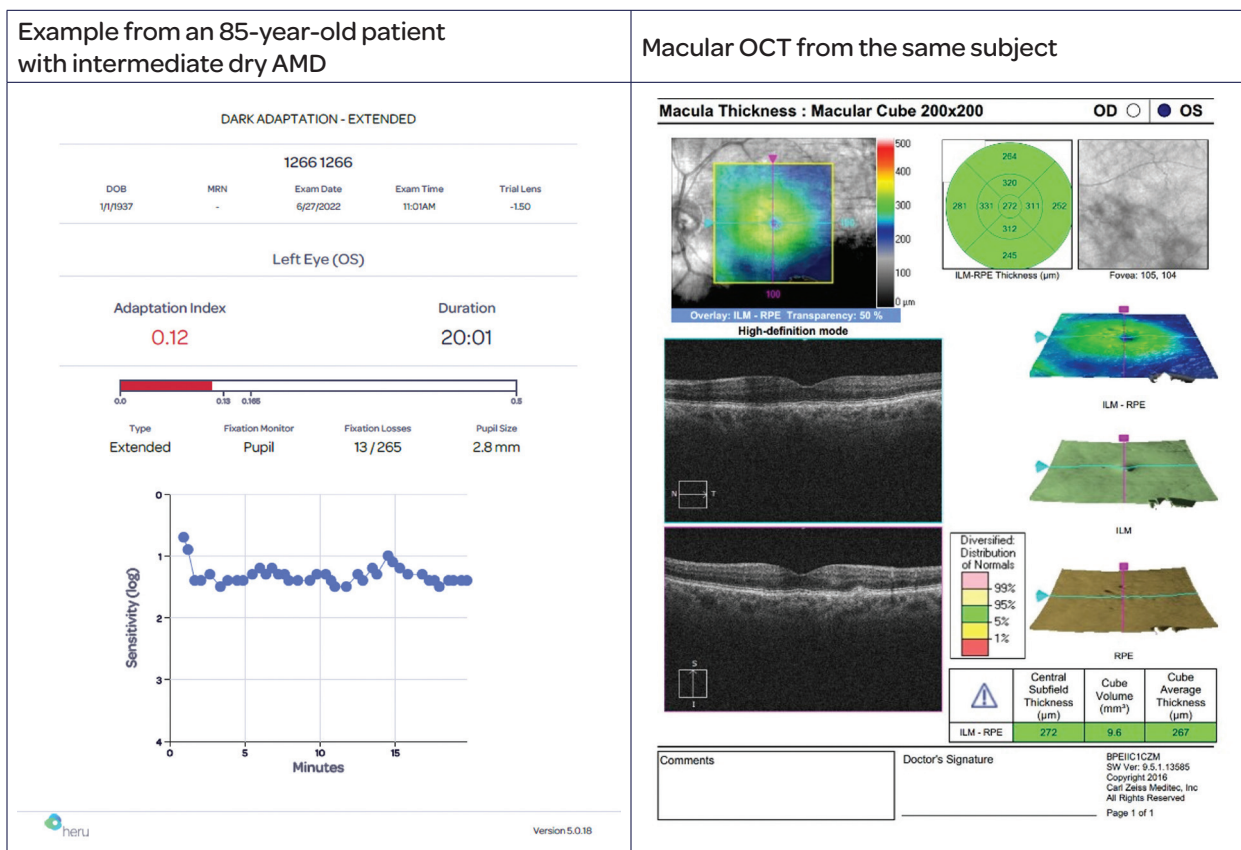 Example from an 85-year-old patient
with intermediate dry AMD
DARK ADAPTATION - EXTENDED
1266 1266
DOB MRN Exam Date Exam Time Trial Lens
1/1/1937 - 6/27/2022 11:01AM -1.50
Left Eye (OS)
Adaptation Index Duration
0.12 20:01
0.0 0.13 0.165 0.5
Type Fixation Monitor Fixation Losses Pupil Size
Extended Pupil 13 / 265 2.8 mm
Sensitivity (log)
0
1
2
3
4
0 5 10 15
Minutes
heru
Version 5.0.18
Macular OCT from the same subject
Macula Thickness : Macular Cube 200x200 OD OS
500
400
300
200
100
0 µm
100
Overlay: ILM - RPE Transparency: 50 %
264
320
281 331 272 311 252
312
245
ILM-RPE Thickness (µm)
Fovea: 105, 104
High-definition mode
N T
S
I
ILM - RPE
ILM
RPE
Diversified:
Distribution
of Normals
99%
95%
5%
1%
Central Subfield Thickness (µm) Cube Volume (mm³) Cube Average Thickness (µm)
ILM - RPE 272 9.6 267
Comments
Doctor's Signature
BPEIIC1CZM
SW Ver: 9.5.1.13585
Copyright 2016
Carl Zeiss Meditec, Inc
All Rights Reserved
Page 1 of 1